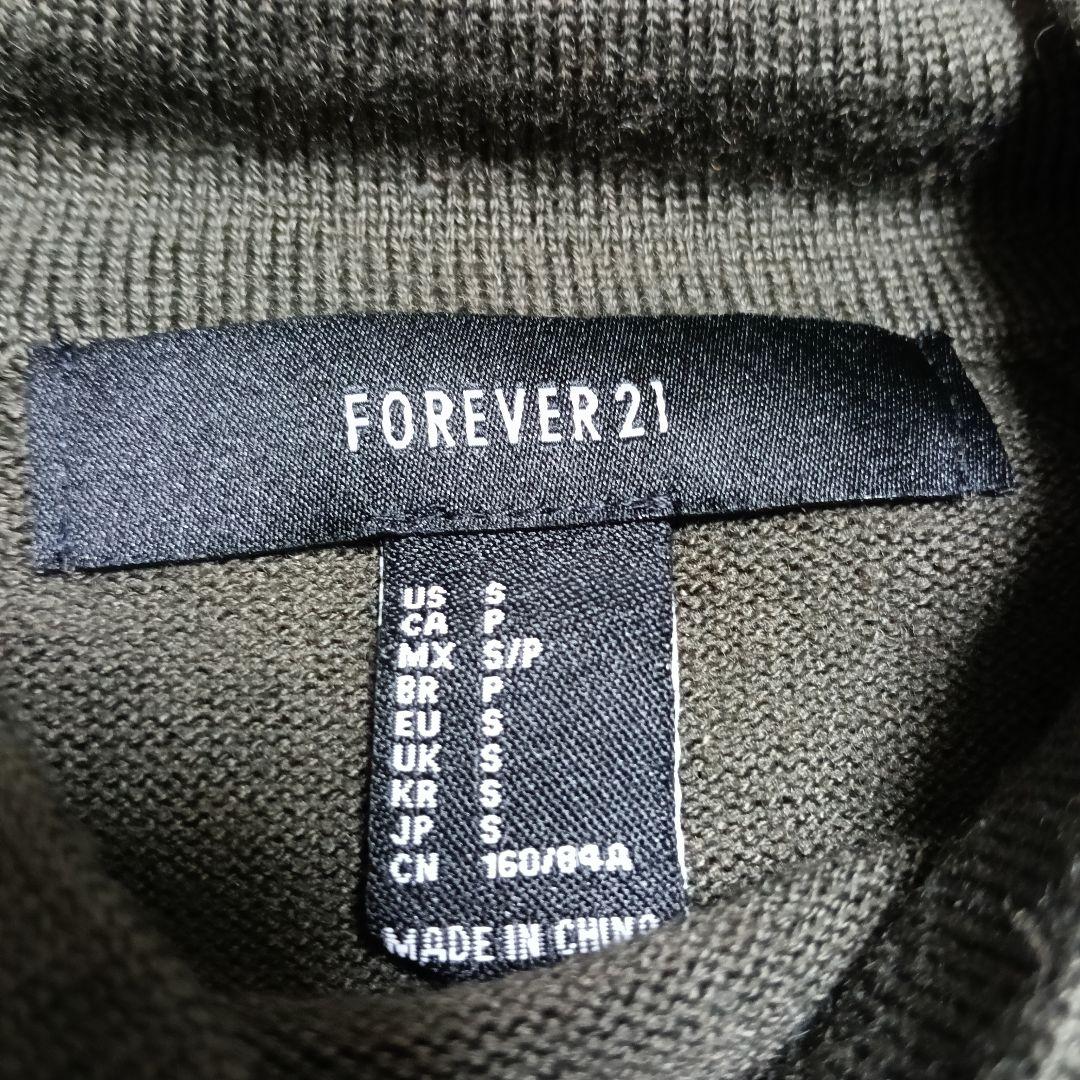 FOREVER 21
US S
CA P
MX S/P
BR P
EU S
UK S
KR S
JP S
CN 160/84A
MADE IN CHINA